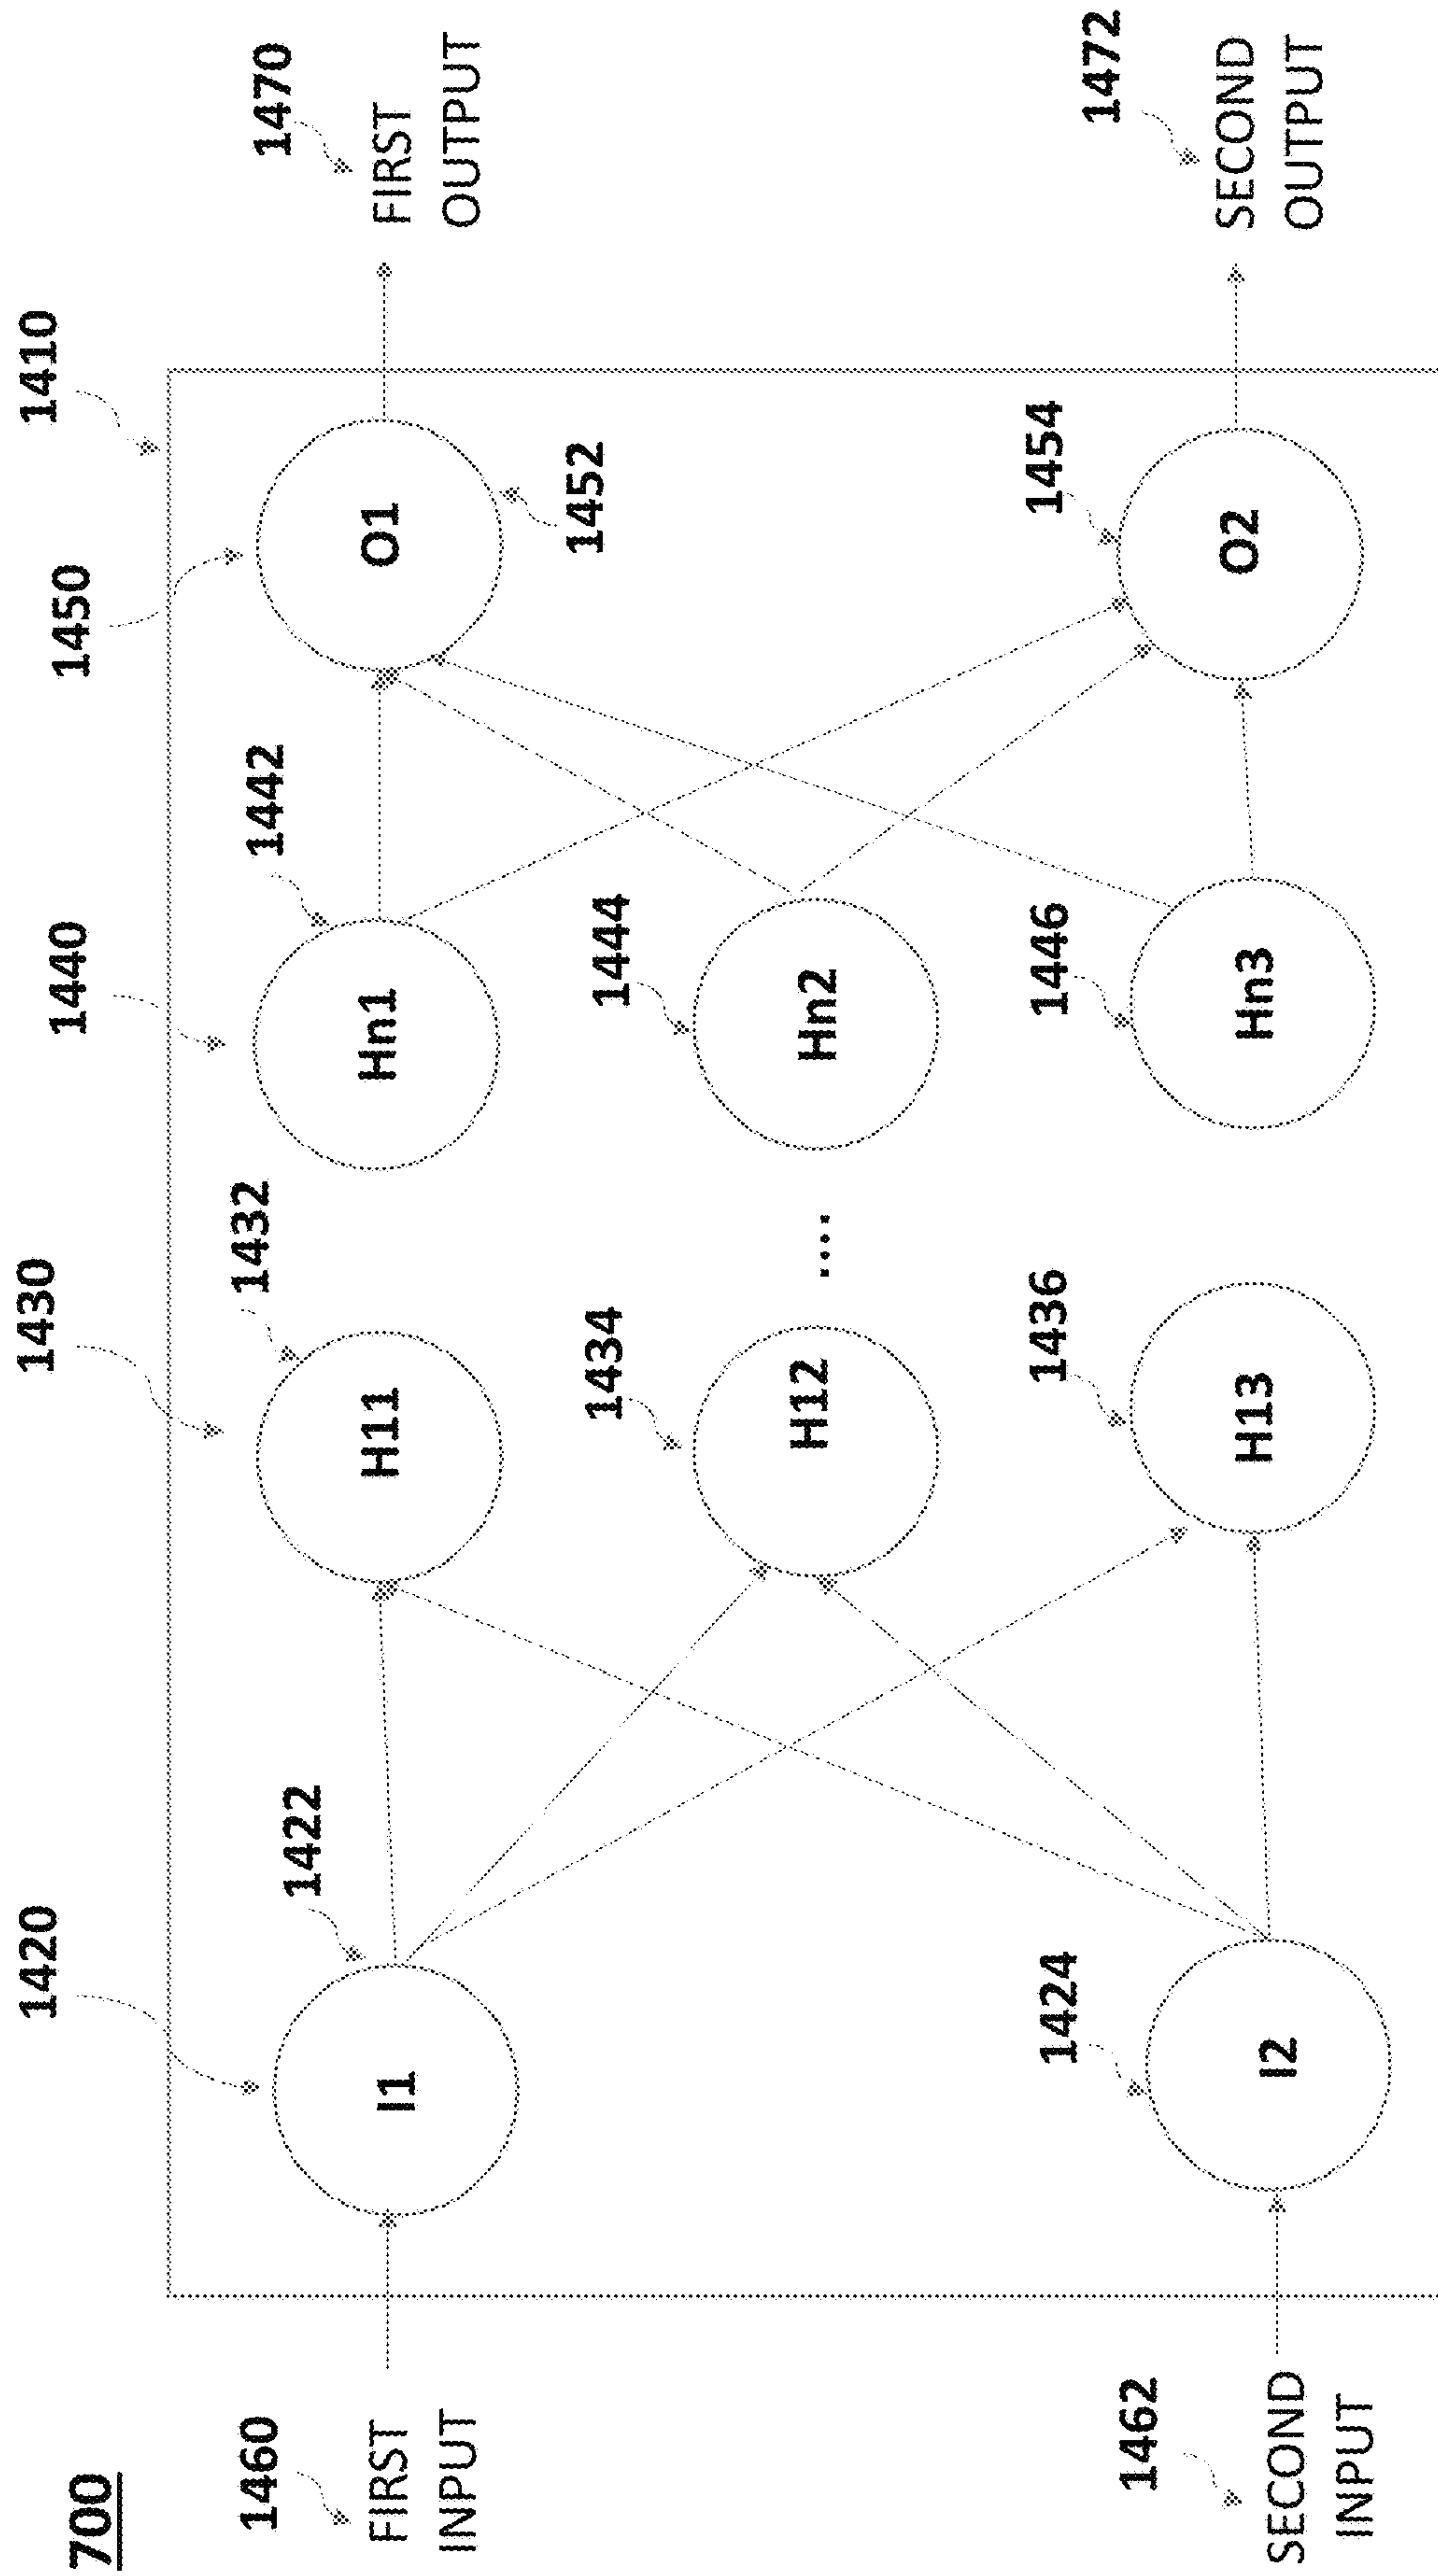 700
1410
1420
1430
1440
1450
1460
FIRST
INPUT
1422
I1
1432
H11
1442
Hn1
1452
O1
1470
FIRST
OUTPUT
1434
H12
....
1444
Hn2
1462
SECOND
INPUT
1424
I2
1436
H13
1446
Hn3
1454
O2
1472
SECOND
OUTPUT